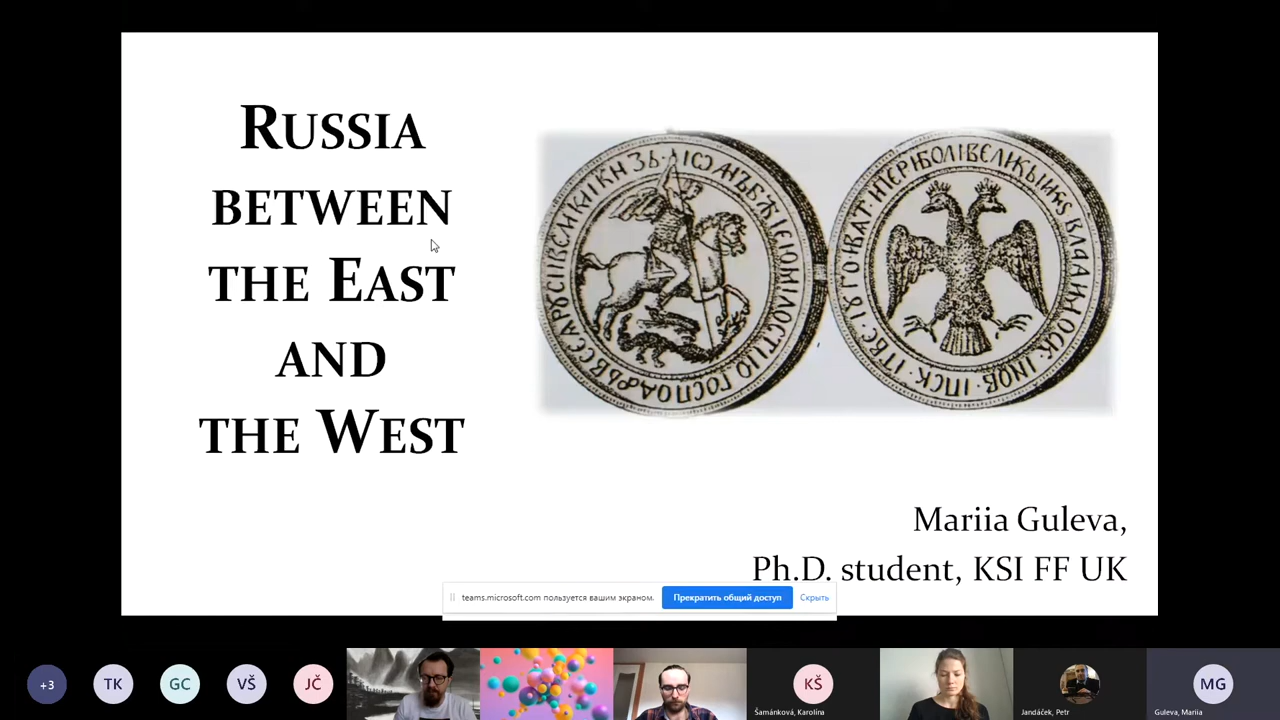 RUSSIA
BETWEEN
THE EAST
AND
THE WEST
Mariia Guleva,
Ph.D. student, KSI FF UK
teams.microsoft.com пользуется вашим экраном.
Прекратить общий доступ
Скрыть
+3
TK
GC
VŠ
JČ
KŠ
Šamánková, Karolína
Jandáček, Petr
MG
Guleva, Mariia